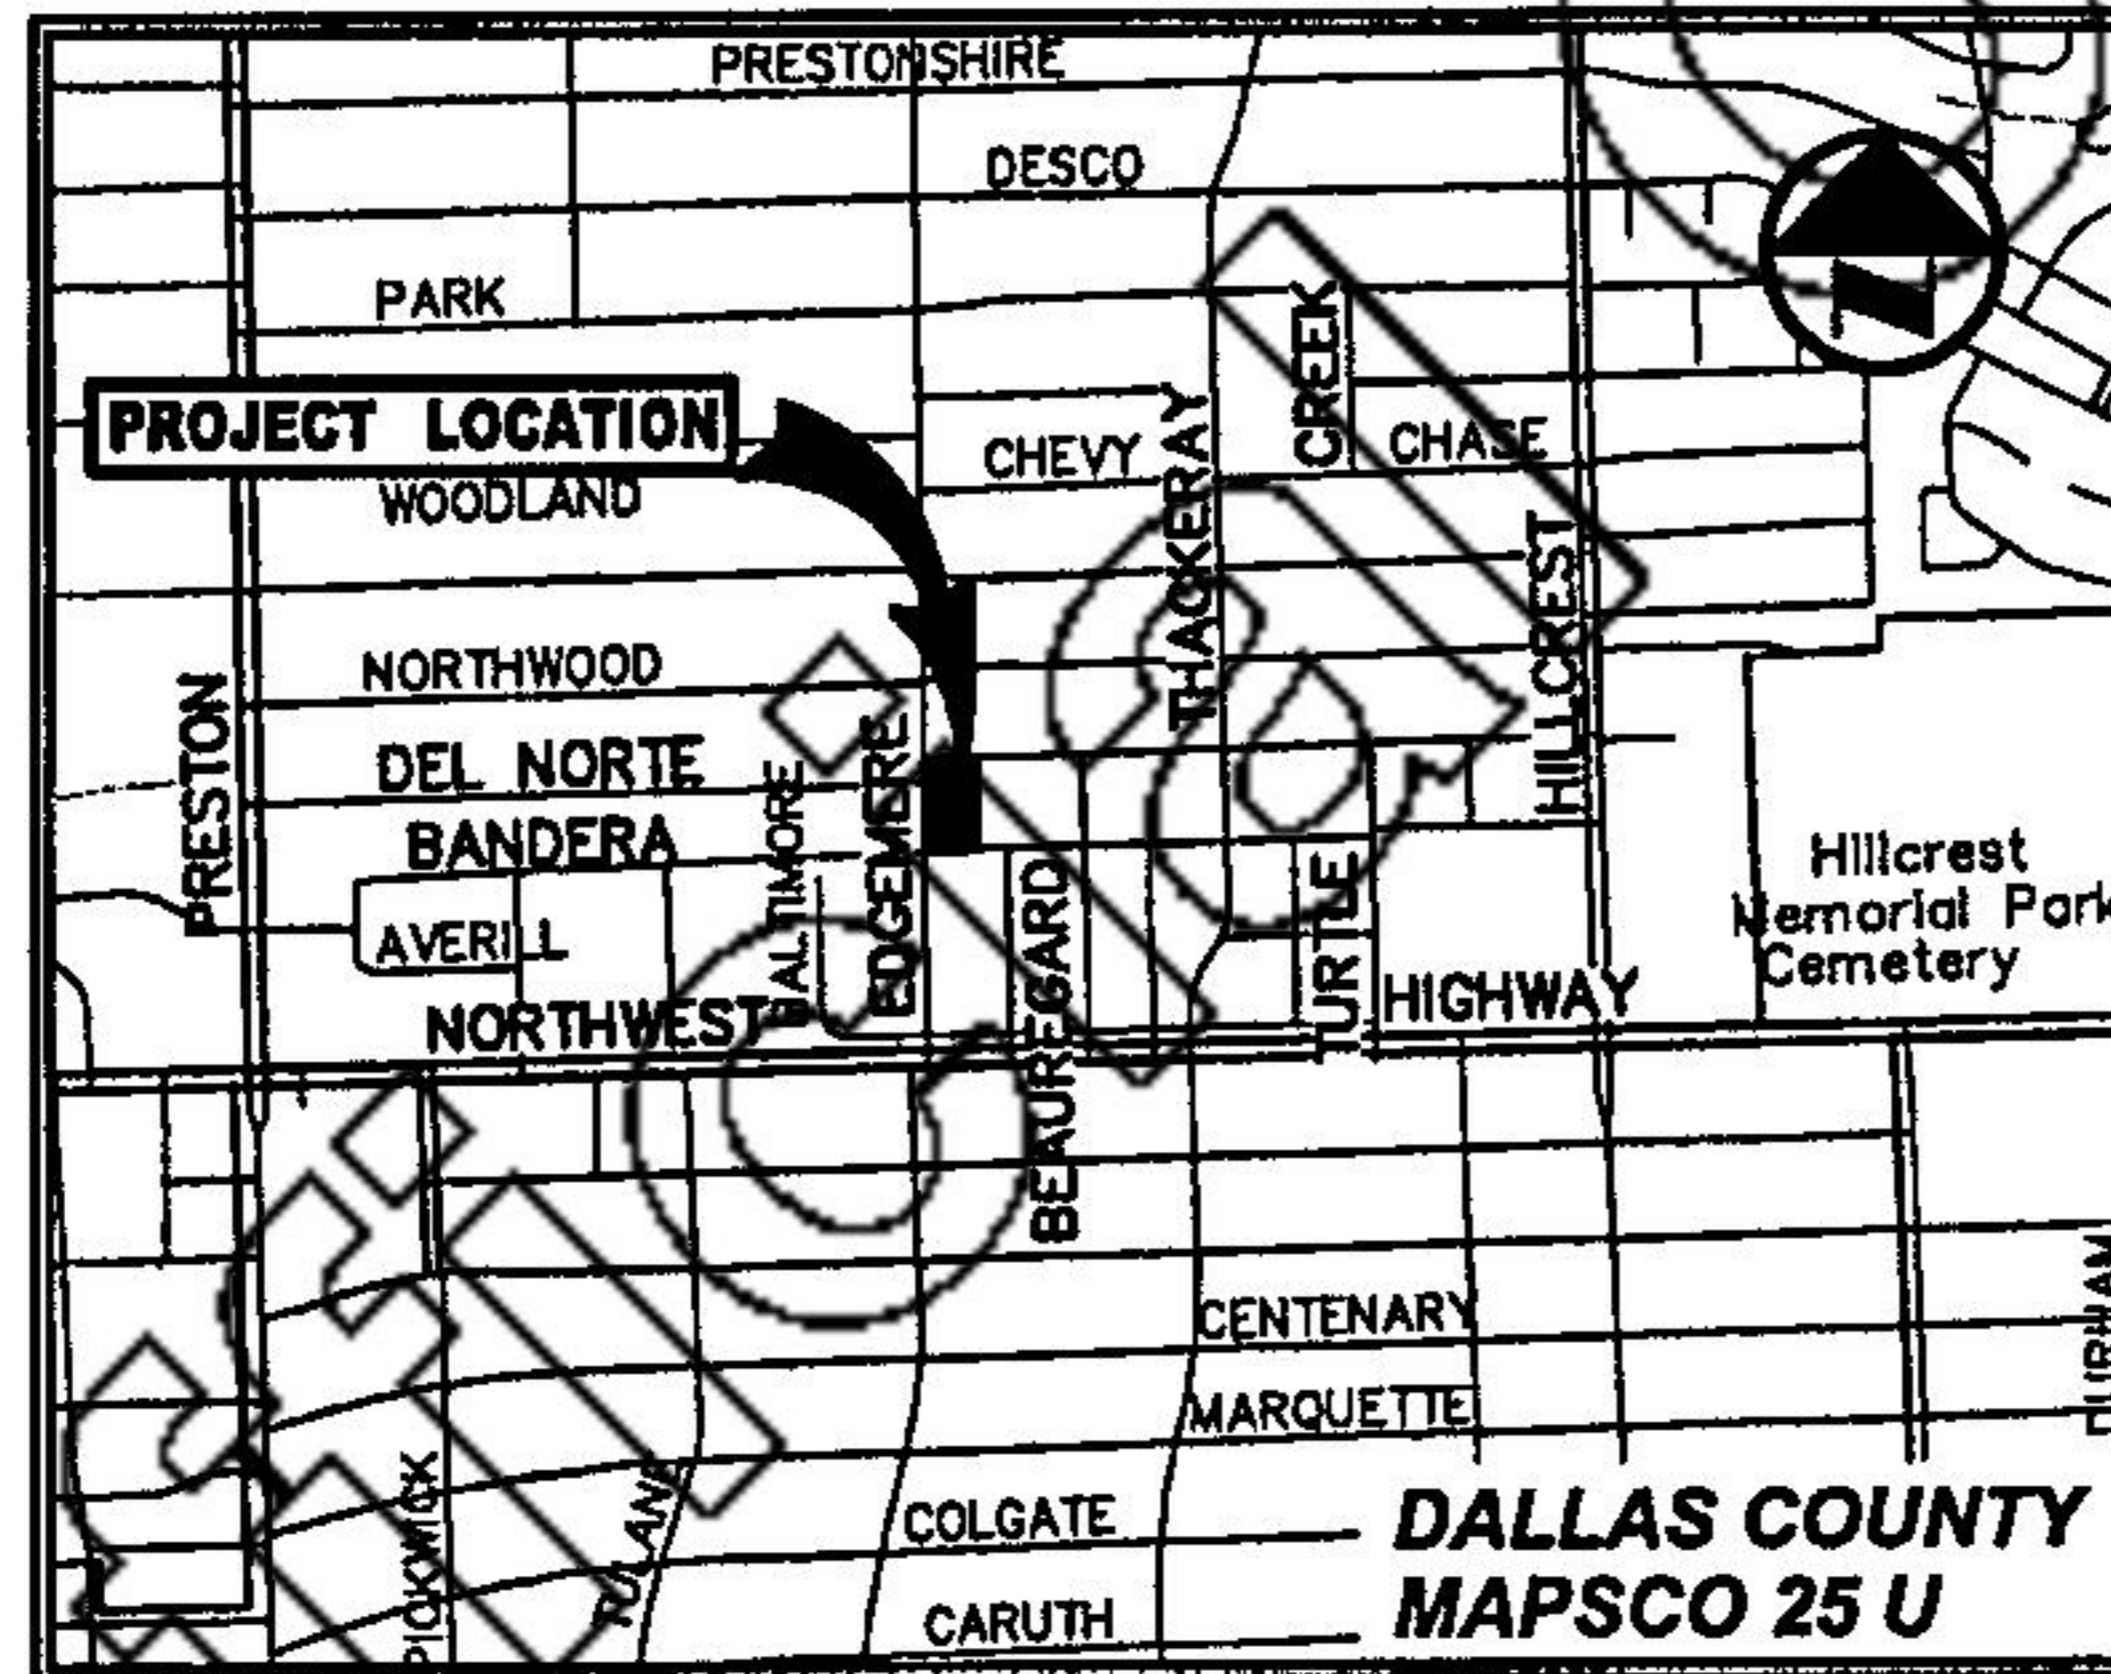 PRESTONSHIRE
DESCO
PARK
CREEK
PROJECT LOCATION
CHEVY
CHASE
THACKERAY
WOODLAND
HILLCREST
NORTHWOOD
PRESTON
DEL NORTE
BALTIMORE
EDGEMERE
BANDERA
TURTLE
Hillcrest
Memorial Park
Cemetery
BEAUREGARD
AVERILL
NORTHWEST
HIGHWAY
CENTENARY
DURHAM
MARQUETTE
PICKWICK
TULANE
COLGATE
CARUTH
DALLAS COUNTY
MAPSCO 25 U
N